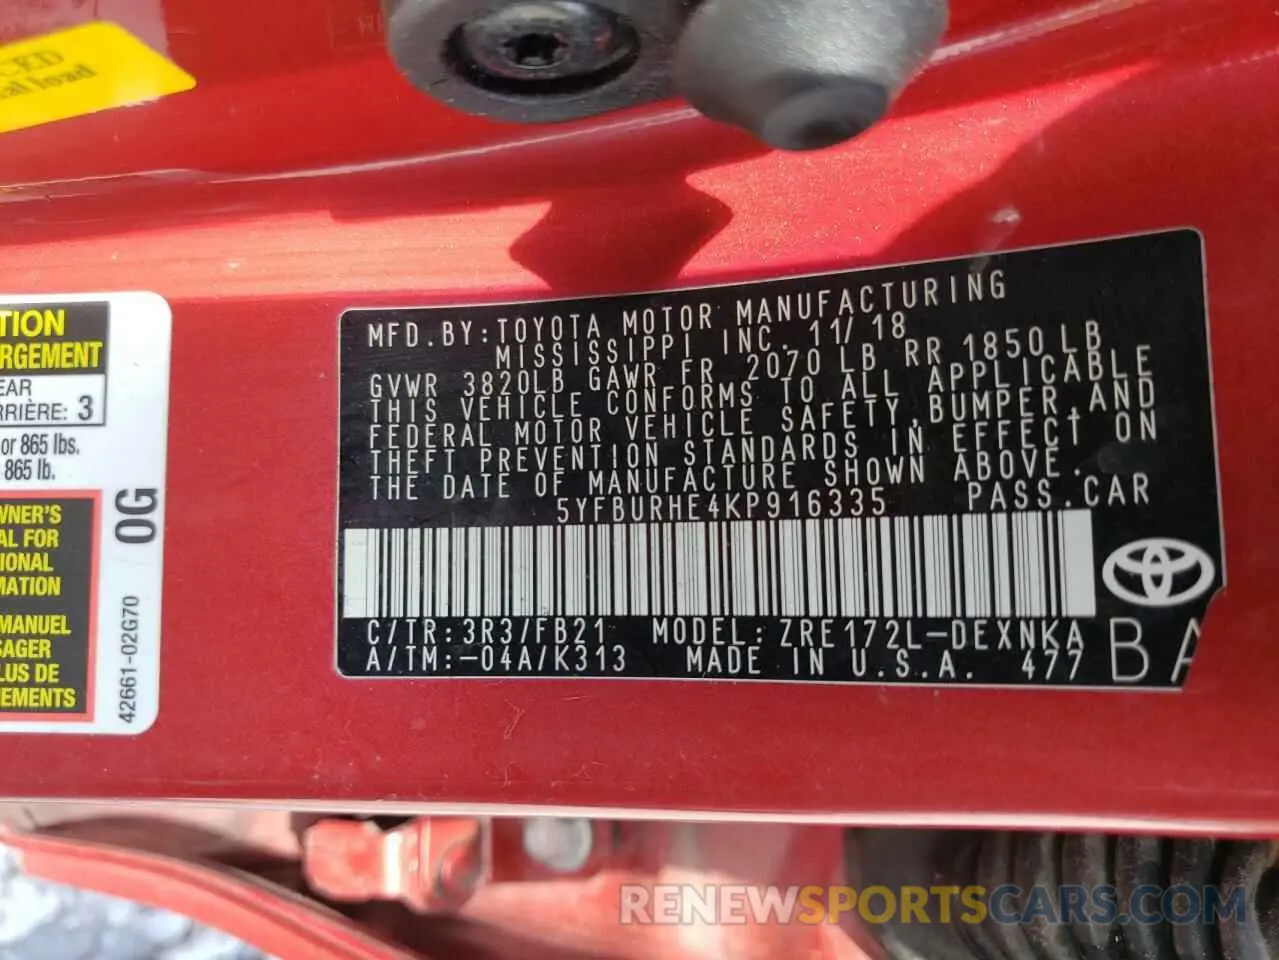 CED
load
TION
RGEMENT
EAR
RRIÈRE: 3
or 865 lbs.
865 lb.
WNER'S
AL FOR
IONAL
MATION
MANUEL
SAGER
LUS DE
NEMENTS
0G
42661-02G70
MFD. BY: TOYOTA MOTOR MANUFACTURING
MISSISSIPPI INC. 11/18
GVWR 3820LB GAWR FR 2070 LB RR 1850 LB
THIS VEHICLE CONFORMS TO ALL APPLICABLE
FEDERAL MOTOR VEHICLE SAFETY, BUMPER, AND
THEFT PREVENTION STANDARDS IN EFFECT ON
THE DATE OF MANUFACTURE SHOWN ABOVE.
5YFBURHE4KP916335 PASS. CAR
C/TR: 3R3/FB21 MODEL: ZRE172L-DEXNKA
A/TM: -04A/K313 MADE IN U.S.A. 477
BA
RENEWSPORTSCARS.COM